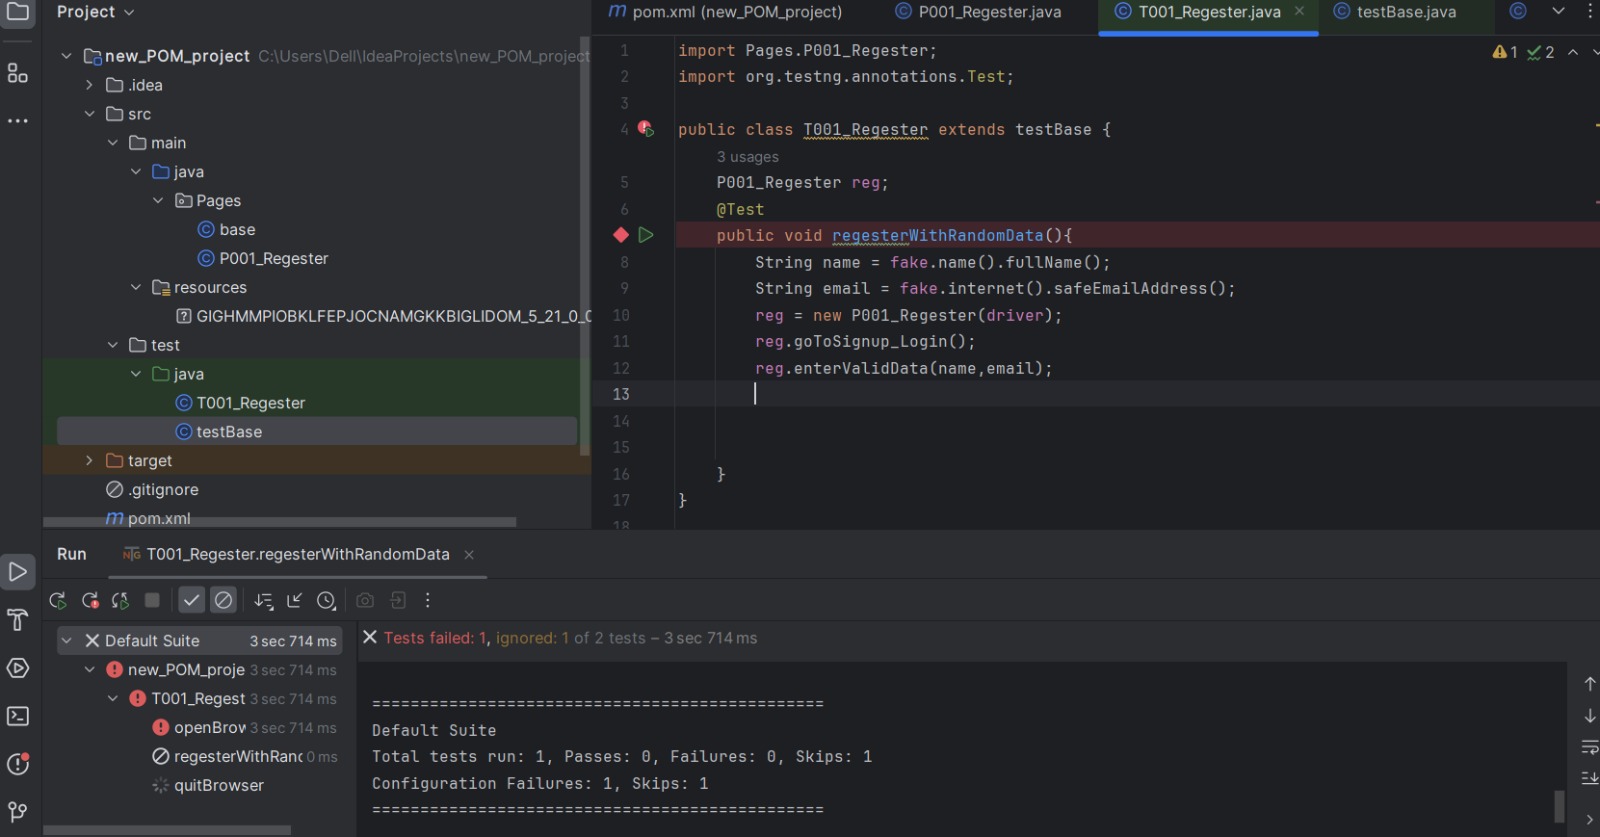 Project
pom.xml (new_POM_project)
P001_Regester.java
T001_Regester.java
testBase.java
new_POM_project C:\Users\Dell\IdeaProjects\new_POM_project
.idea
src
main
java
Pages
base
P001_Regester
resources
GIGHMMPIOBKLFEPJOCNAMGKKBIGLIDOM_5_21_0_0
test
java
T001_Regester
testBase
target
.gitignore
pom.xml
1 import Pages.P001_Regester;
2 import org.testng.annotations.Test;
3
4 public class T001_Regester extends testBase {
3 usages
5 P001_Regester reg;
6 @Test
public void regesterWithRandomData(){
8 String name = fake.name().fullName();
9 String email = fake.internet().safeEmailAddress();
10 reg = new P001_Regester(driver);
11 reg.goToSignup_Login();
12 reg.enterValidData(name,email);
13
14
15
16 }
17 }
18
1 2
Run T001_Regester.regesterWithRandomData
Default Suite 3 sec 714 ms
new_POM_proje 3 sec 714 ms
T001_Regest 3 sec 714 ms
openBrow 3 sec 714 ms
regesterWithRanc 0 ms
quitBrowser
Tests failed: 1, ignored: 1 of 2 tests – 3 sec 714 ms
===============================================
Default Suite
Total tests run: 1, Passes: 0, Failures: 0, Skips: 1
Configuration Failures: 1, Skips: 1
===============================================